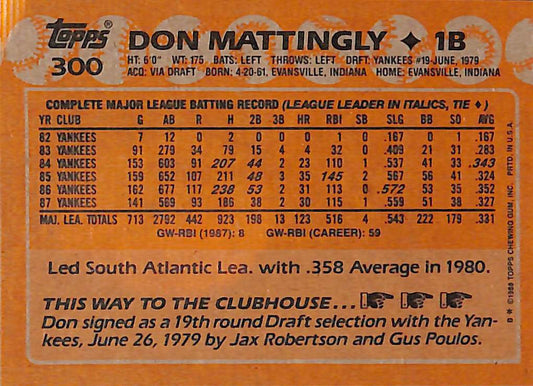 Topps
300
DON MATTINGLY ✦ 1B
HT: 6'0" WT: 175 BATS: LEFT THROWS: LEFT DRFT: YANKEES #19-JUNE, 1979
ACQ: VIA DRAFT BORN: 4-20-61, EVANSVILLE, INDIANA HOME: EVANSVILLE, INDIANA
COMPLETE MAJOR LEAGUE BATTING RECORD (LEAGUE LEADER IN ITALICS, TIE ♦)
YR CLUB G AB R H 2B 3B HR RBI SB SLG BB SO AVG
82 YANKEES 7 12 0 2 0 0 0 1 0 .167 0 1 .167
83 YANKEES 91 279 34 79 15 4 4 32 0 .409 21 31 .283
84 YANKEES 153 603 91 207 44 2 23 110 1 .537 41 33 .343
85 YANKEES 159 652 107 211 48 3 35 145 2 .567 56 41 .324
86 YANKEES 162 677 117 238 53 2 31 113 0 .572 53 35 .352
87 YANKEES 141 569 93 186 38 2 30 115 1 .559 51 38 .327
MAJ. LEA. TOTALS 713 2792 442 923 198 13 123 516 4 .543 222 179 .331
GW-RBI (1987): 8 GW-RBI (CAREER): 59
Led South Atlantic Lea. with .358 Average in 1980.
THIS WAY TO THE CLUBHOUSE...
Don signed as a 19th round Draft selection with the Yan-
kees, June 26, 1979 by Jax Robertson and Gus Poulos.
©1988 TOPPS CHEWING GUM, INC. PRTD. IN U.S.A.